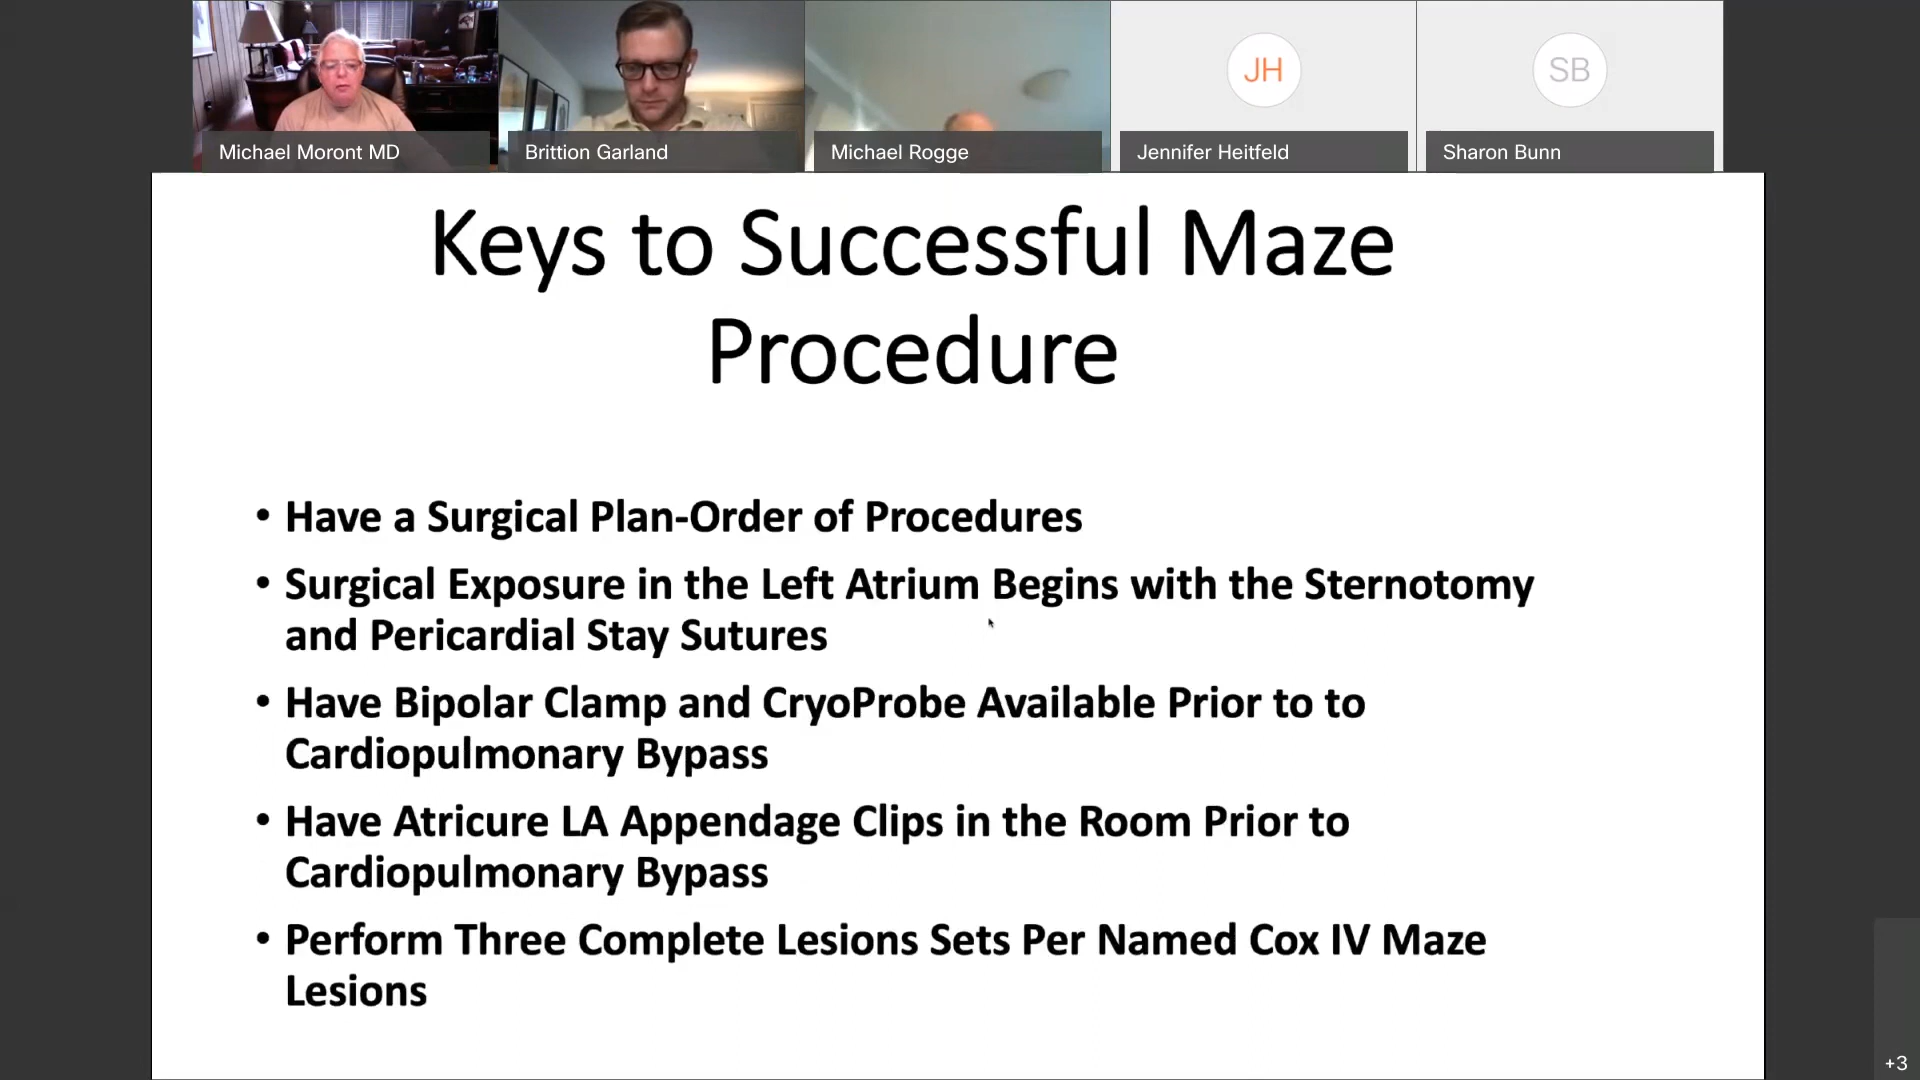 JH
SB
Michael Moront MD
Brittion Garland
Michael Rogge
Jennifer Heitfeld
Sharon Bunn
Keys to Successful Maze
Procedure
• Have a Surgical Plan-Order of Procedures
• Surgical Exposure in the Left Atrium Begins with the Sternotomy
and Pericardial Stay Sutures
• Have Bipolar Clamp and CryoProbe Available Prior to to
Cardiopulmonary Bypass
• Have Atricure LA Appendage Clips in the Room Prior to
Cardiopulmonary Bypass
• Perform Three Complete Lesions Sets Per Named Cox IV Maze
Lesions
+3